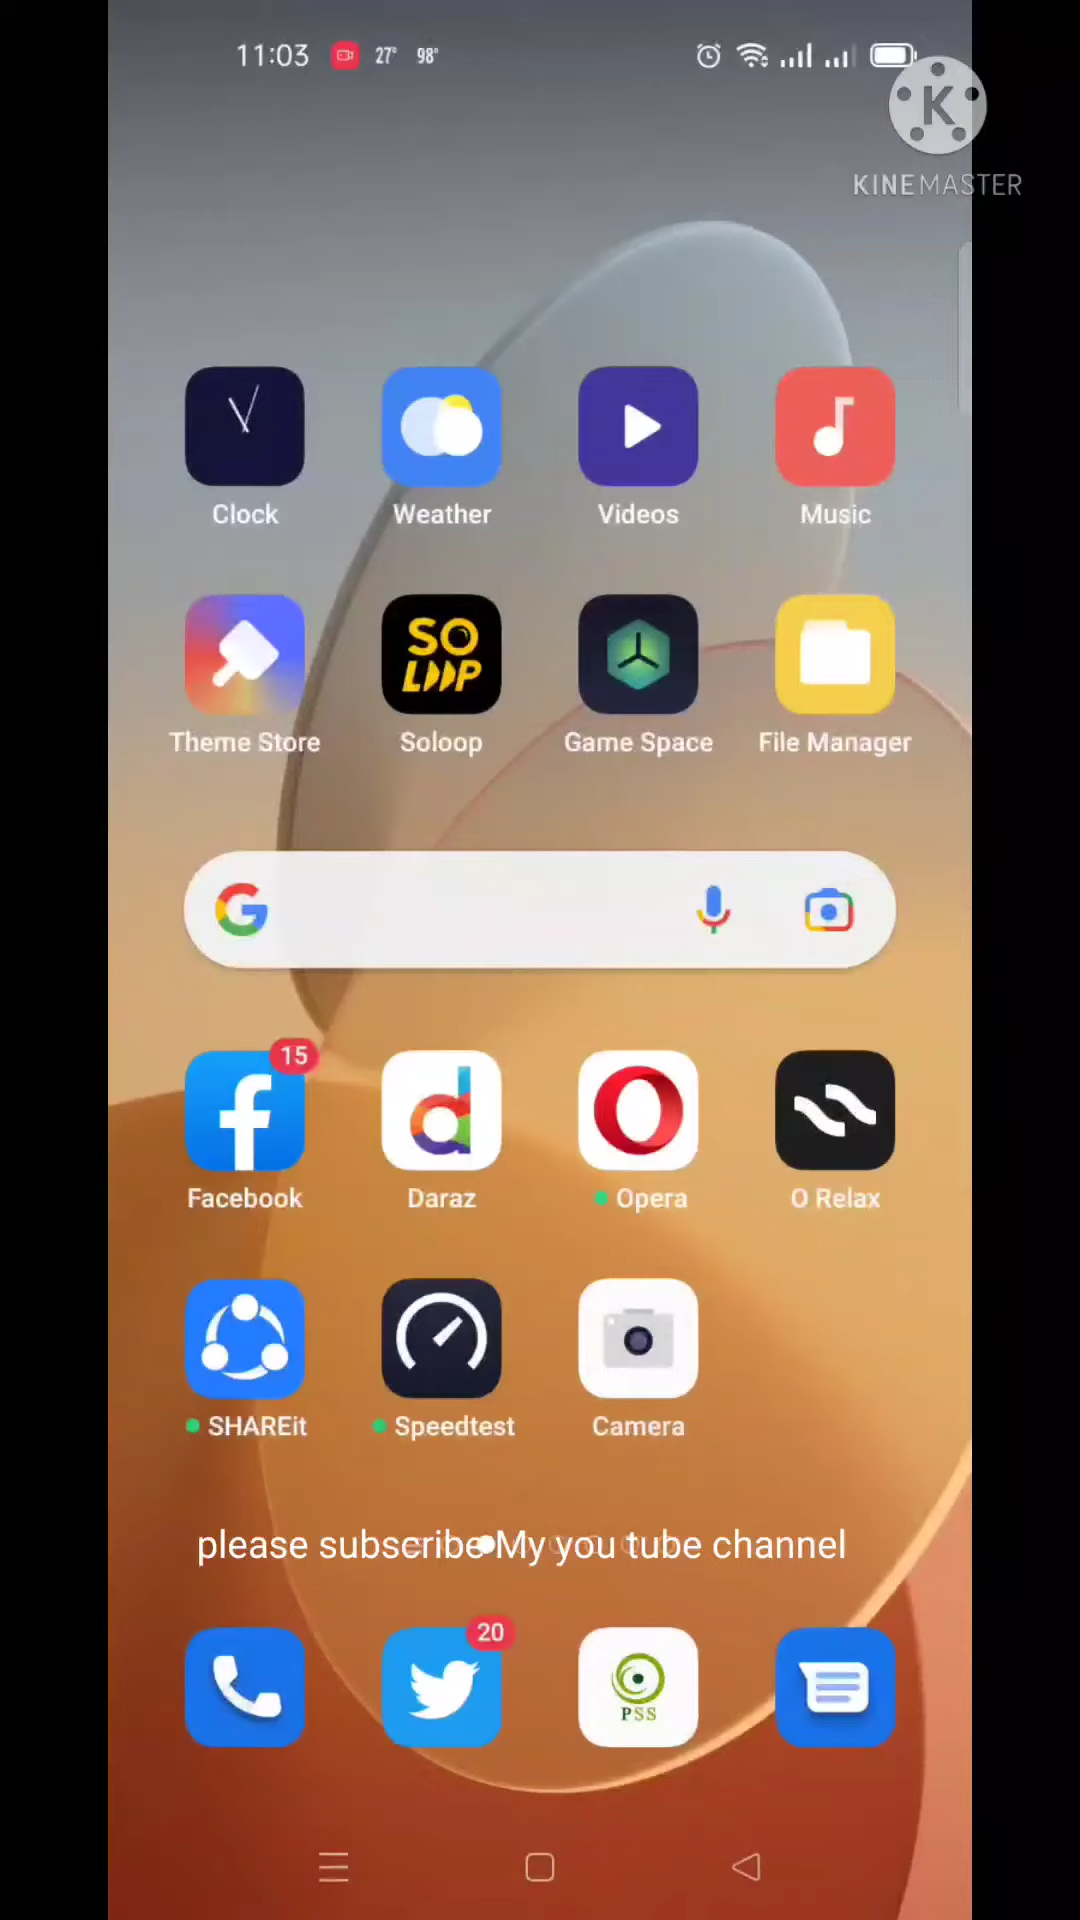 11:03 27° 98°
K
KINEMASTER
Clock Weather Videos Music
SO
LOOP
Theme Store Soloop Game Space File Manager
G
15
Facebook Daraz Opera O Relax
SHAREit Speedtest Camera
please subscribe My you tube channel
20
PSS